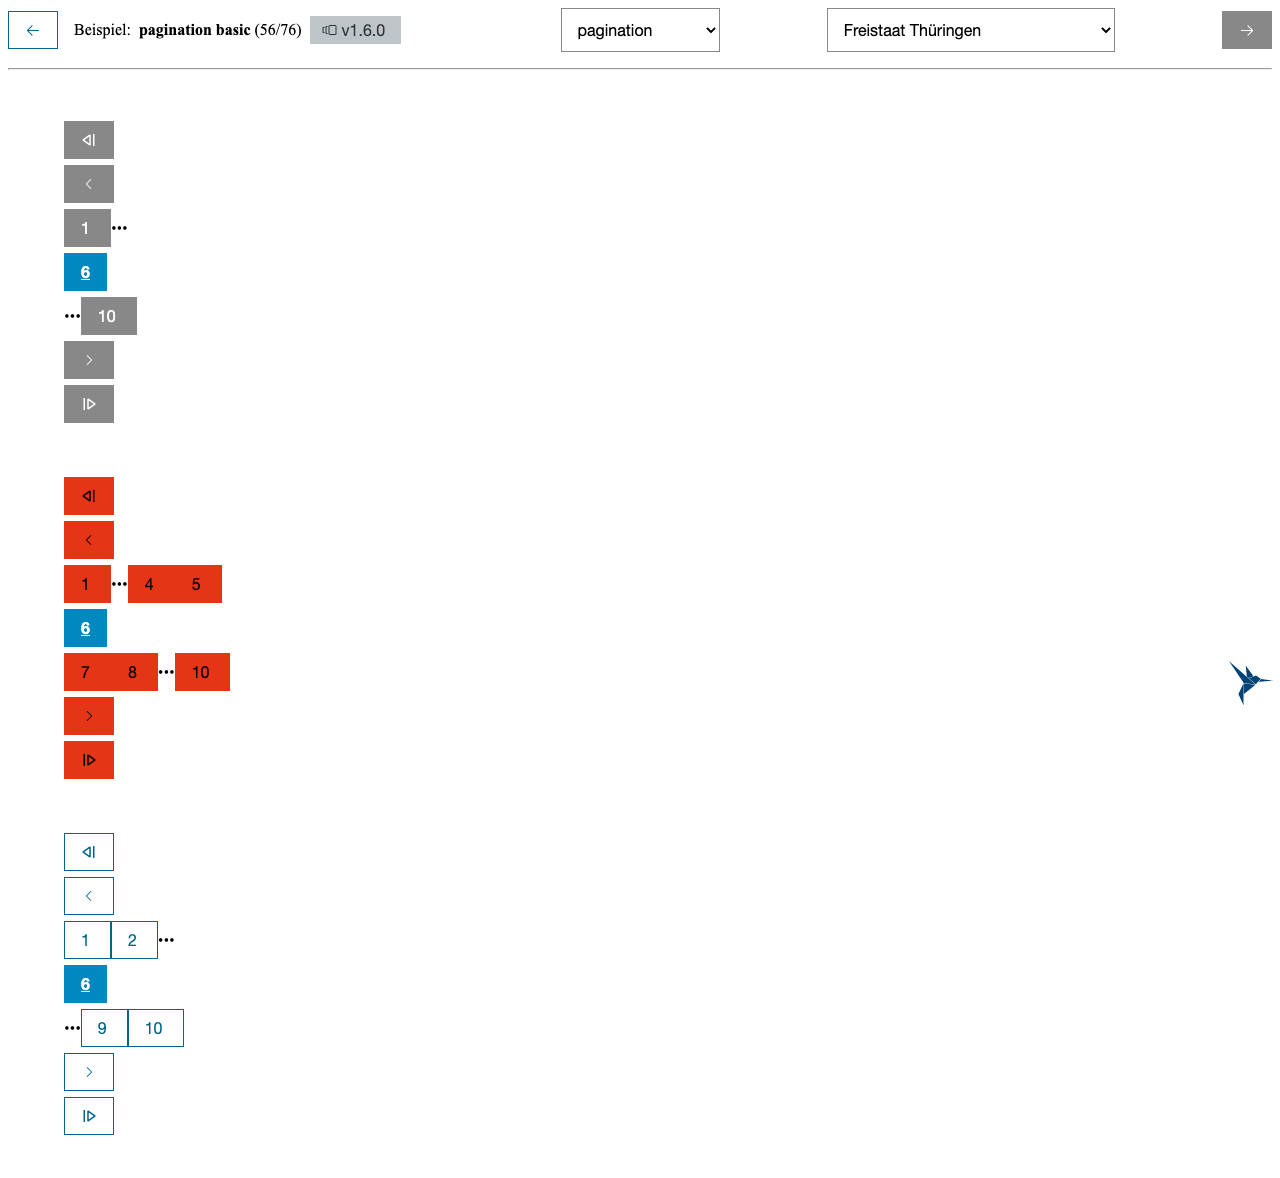 Beispiel: pagination basic (56/76) v1.6.0 pagination Freistaat Thüringen
1 •••
6
••• 10
1 ••• 4 5
6
7 8 ••• 10
1 2 •••
6
••• 9 10